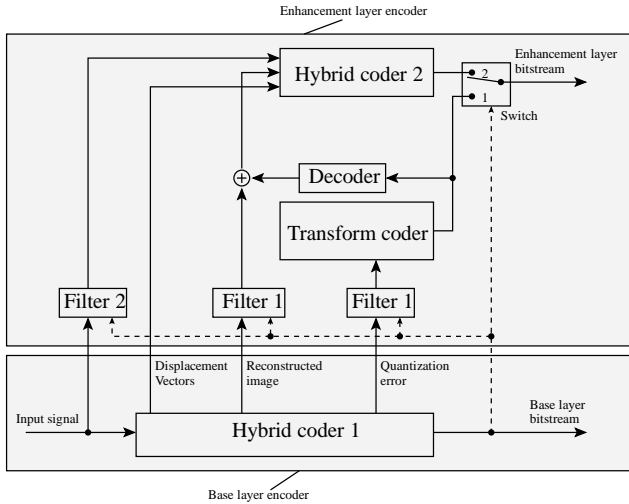 Enhancement layer encoder
Hybrid coder 2
2
1
Switch
Enhancement layer
bitstream
Decoder
Transform coder
Filter 2
Filter 1
Filter 1
Displacement
Vectors
Reconstructed
image
Quantization
error
Input signal
Hybrid coder 1
Base layer
bitstream
Base layer encoder